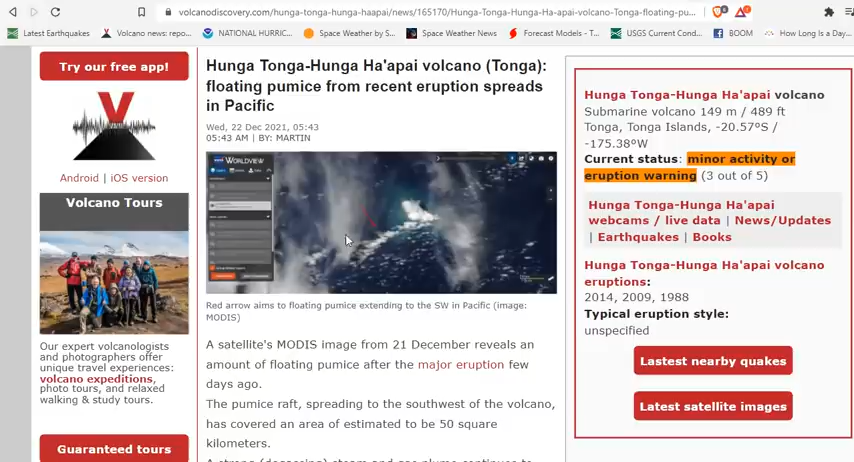 volcanodiscovery.com/hunga-tonga-hunga-haapai/news/165170/Hunga-Tonga-Hunga-Ha-apai-volcano-Tonga-floating-pu...
Latest Earthquakes
Volcano news: repo...
NATIONAL HURRIC...
Space Weather by S...
Space Weather News
Forecast Models - T...
USGS Current Cond...
BOOM
How Long Is a Day...
Try our free app!
Android | iOS version
Volcano Tours
Our expert volcanologists
and photographers offer
unique travel experiences:
volcano expeditions,
photo tours, and relaxed
walking & study tours.
Guaranteed tours
Hunga Tonga-Hunga Ha'apai volcano (Tonga):
floating pumice from recent eruption spreads
in Pacific
Wed, 22 Dec 2021, 05:43
05:43 AM | BY: MARTIN
WORLDVIEW
Red arrow aims to floating pumice extending to the SW in Pacific (image:
MODIS)
A satellite's MODIS image from 21 December reveals an
amount of floating pumice after the major eruption few
days ago.
The pumice raft, spreading to the southwest of the volcano,
has covered an area of estimated to be 50 square
kilometers.
A strong (degassing) steam and gas plume continues to
Hunga Tonga-Hunga Ha'apai volcano
Submarine volcano 149 m / 489 ft
Tonga, Tonga Islands, -20.57°S /
-175.38°W
Current status: minor activity or
eruption warning (3 out of 5)
Hunga Tonga-Hunga Ha'apai
webcams / live data | News/Updates
| Earthquakes | Books
Hunga Tonga-Hunga Ha'apai volcano
eruptions:
2014, 2009, 1988
Typical eruption style:
unspecified
Lastest nearby quakes
Latest satellite images